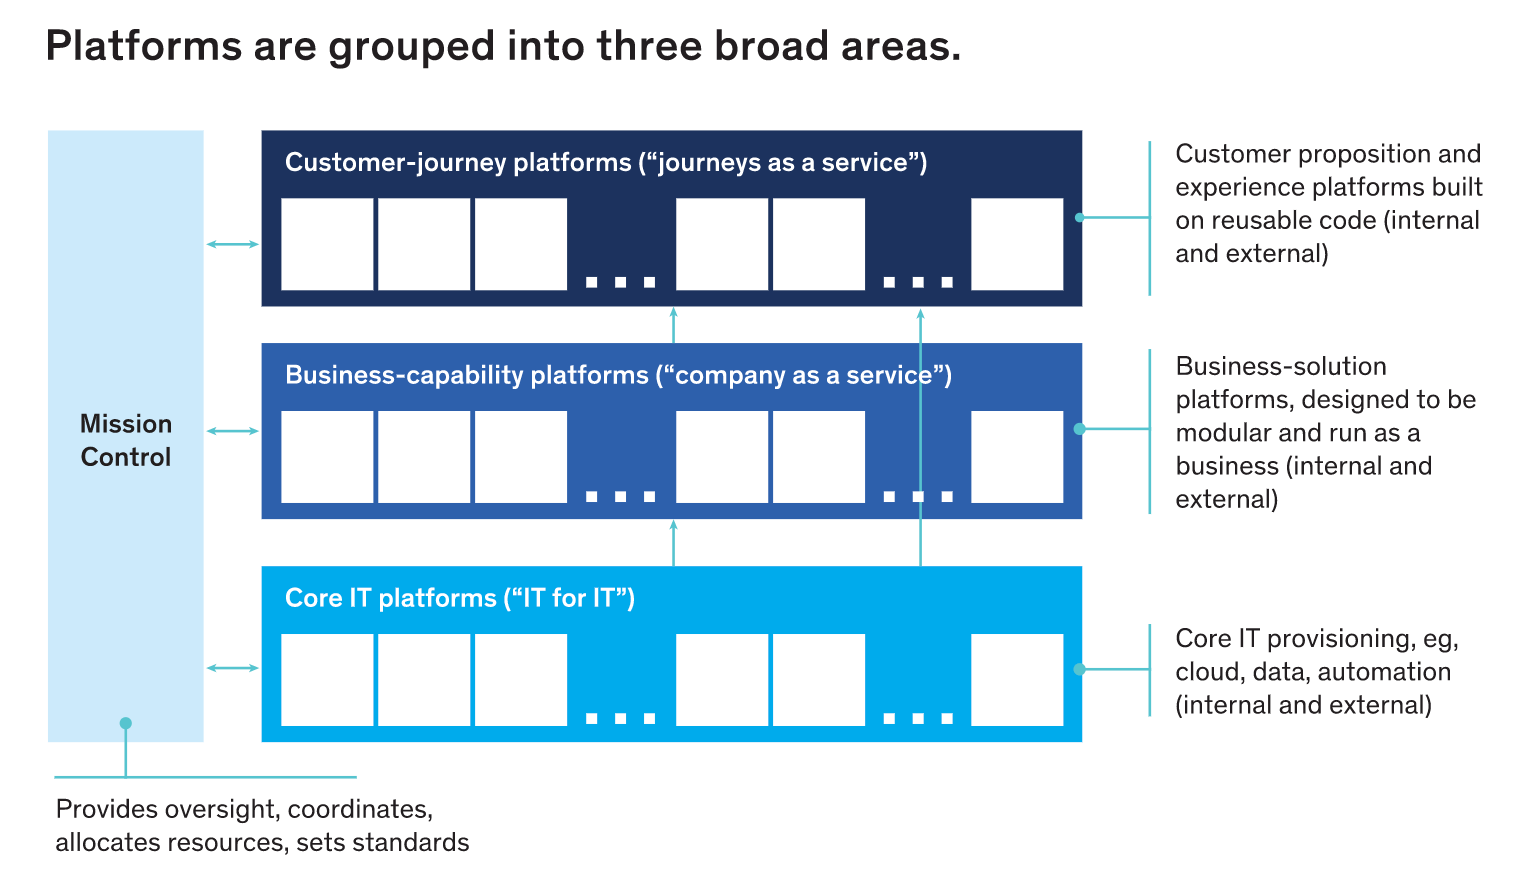 Platforms are grouped into three broad areas.
Mission
Control
Customer-journey platforms (“journeys as a service”)
Customer proposition and
experience platforms built
on reusable code (internal
and external)
Business-capability platforms (“company as a service”)
Business-solution
platforms, designed to be
modular and run as a
business (internal and
external)
Core IT platforms (“IT for IT”)
Core IT provisioning, eg,
cloud, data, automation
(internal and external)
Provides oversight, coordinates,
allocates resources, sets standards